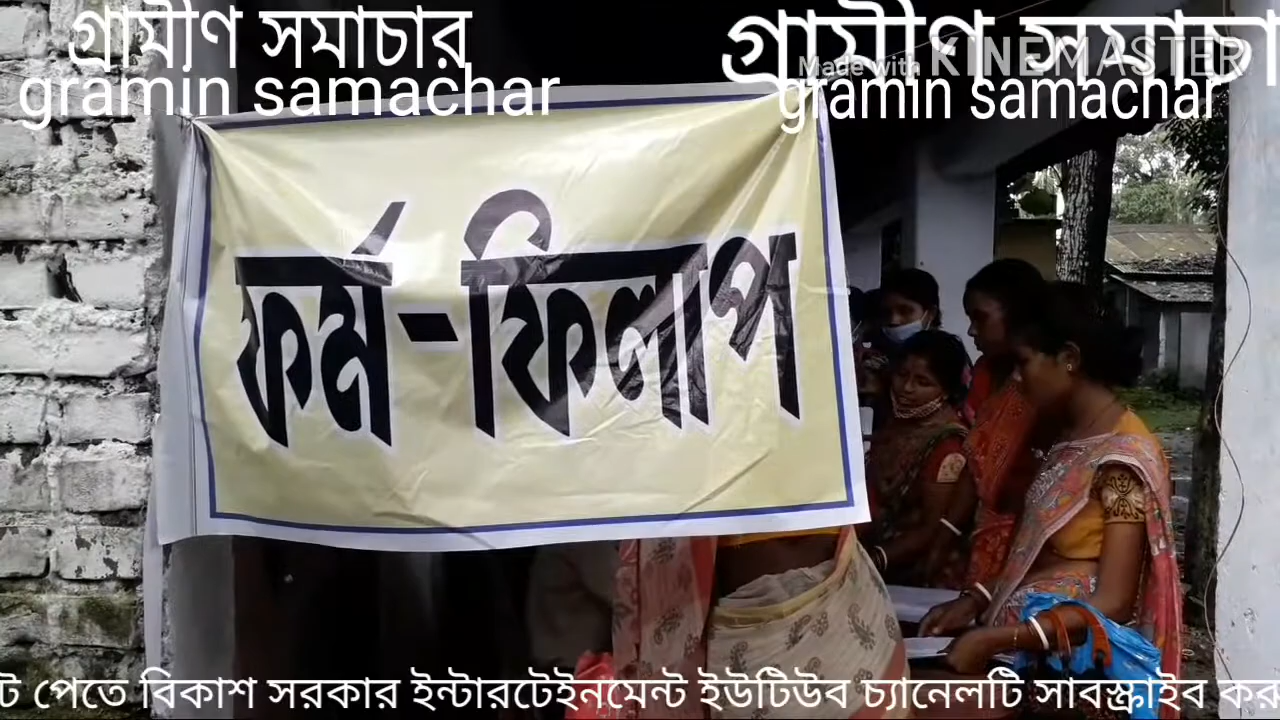 গ্রামীণ সমাচার
gramin samachar
গ্রামীণ সমাচা
Made with KINEMASTER
gramin samachar
ফর্ম-ফিলাপ
ট পেতে বিকাশ সরকার ইন্টারটেইনমেন্ট ইউটিউব চ্যানেলটি সাবস্ক্রাইব কর